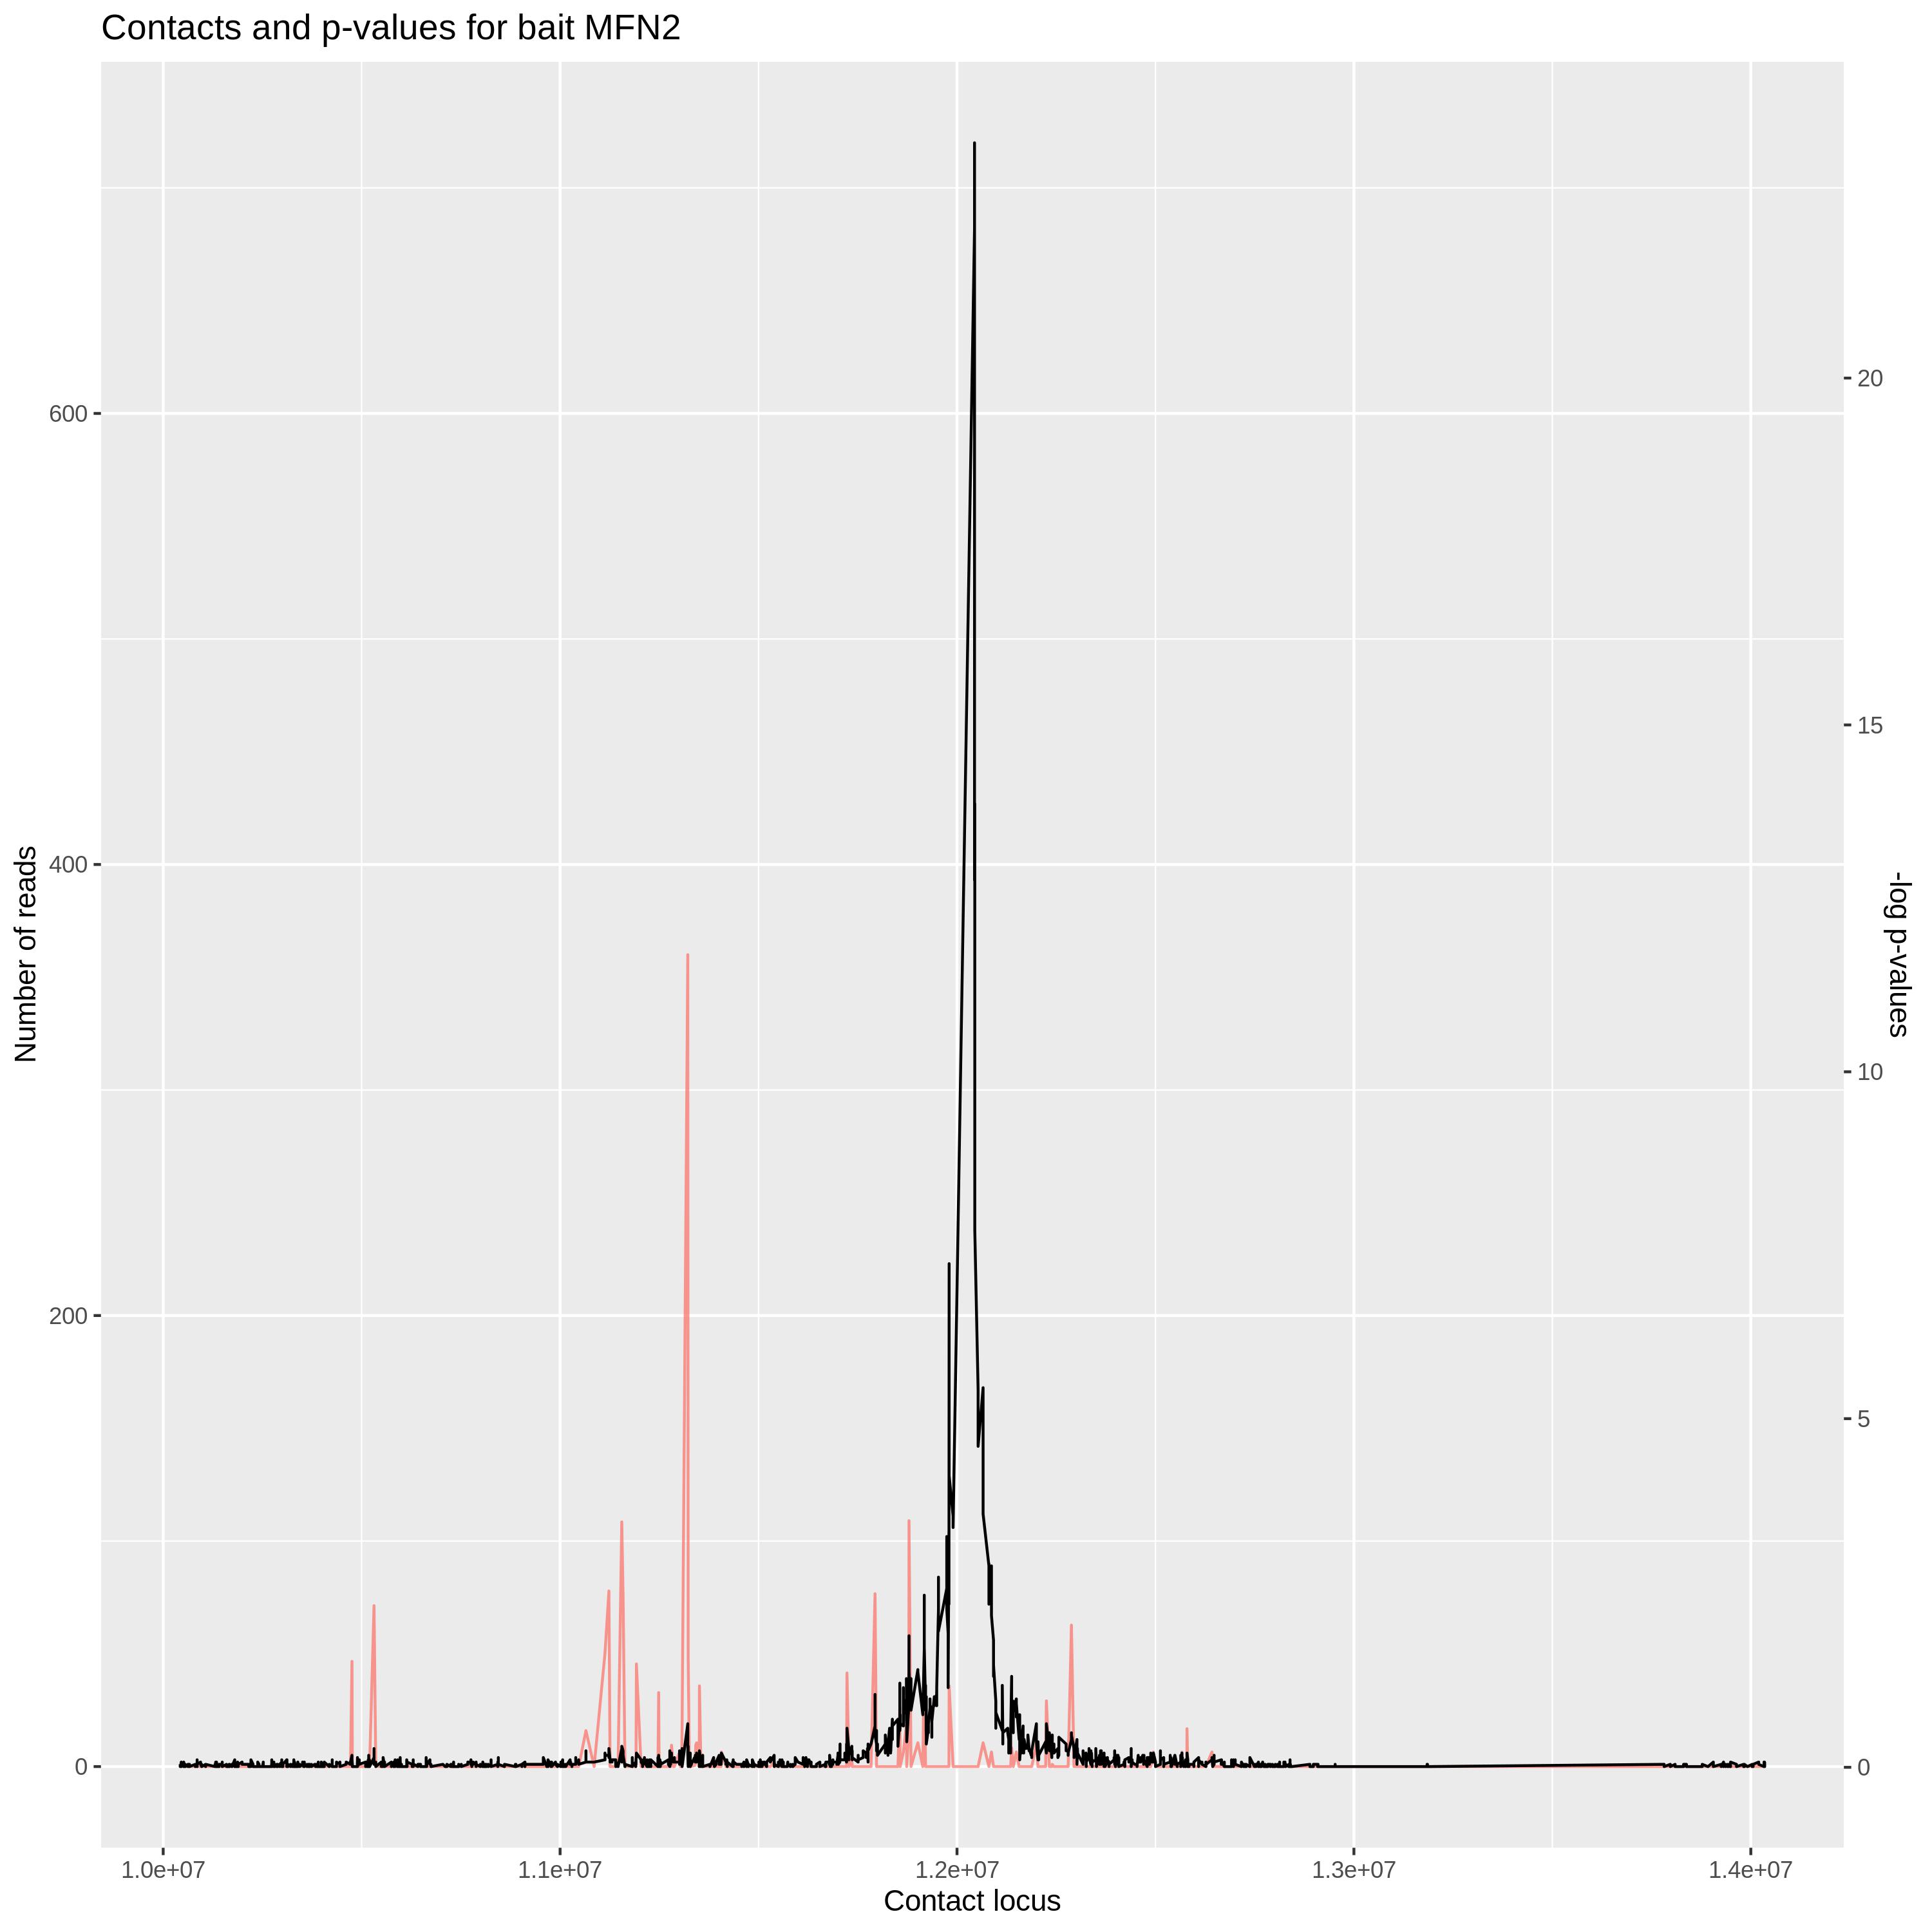 Contacts and p-values for bait MFN2
Number of reads
600
400
200
0
20
15
10
5
0
-log p-values
1.0e+07
1.1e+07
1.2e+07
1.3e+07
1.4e+07
Contact locus